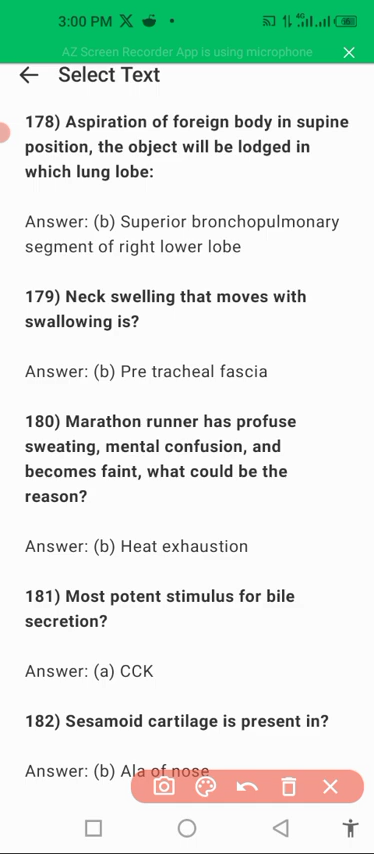 3:00 PM X
4G
AZ Screen Recorder App is using microphone
Select Text
178) Aspiration of foreign body in supine
position, the object will be lodged in
which lung lobe:
Answer: (b) Superior bronchopulmonary
segment of right lower lobe
179) Neck swelling that moves with
swallowing is?
Answer: (b) Pre tracheal fascia
180) Marathon runner has profuse
sweating, mental confusion, and
becomes faint, what could be the
reason?
Answer: (b) Heat exhaustion
181) Most potent stimulus for bile
secretion?
Answer: (a) CCK
182) Sesamoid cartilage is present in?
Answer: (b) Ala of nose